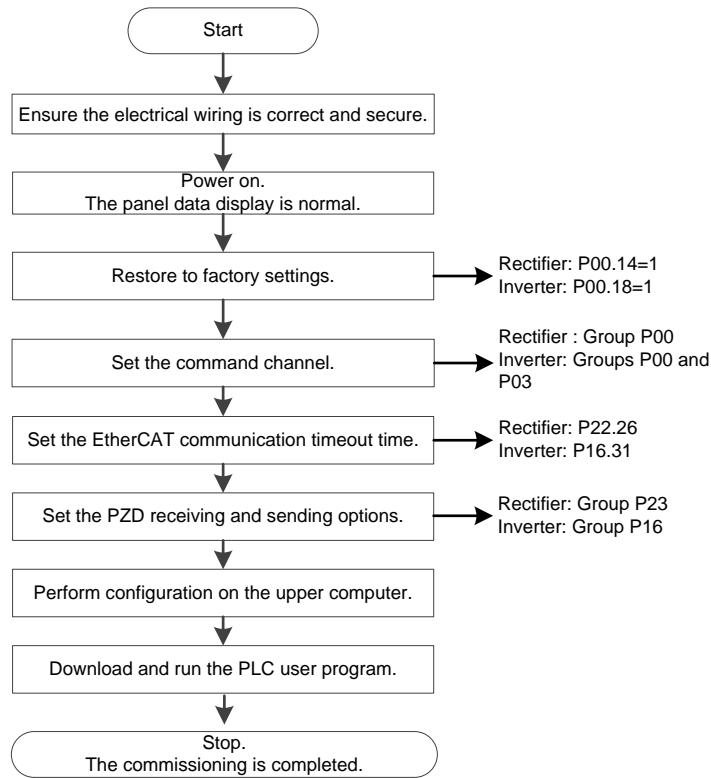 Start
Ensure the electrical wiring is correct and secure.
Power on.
The panel data display is normal.
Restore to factory settings.
Rectifier: P00.14=1
Inverter: P00.18=1
Set the command channel.
Rectifier : Group P00
Inverter: Groups P00 and
P03
Set the EtherCAT communication timeout time.
Rectifier: P22.26
Inverter: P16.31
Set the PZD receiving and sending options.
Rectifier: Group P23
Inverter: Group P16
Perform configuration on the upper computer.
Download and run the PLC user program.
Stop.
The commissioning is completed.